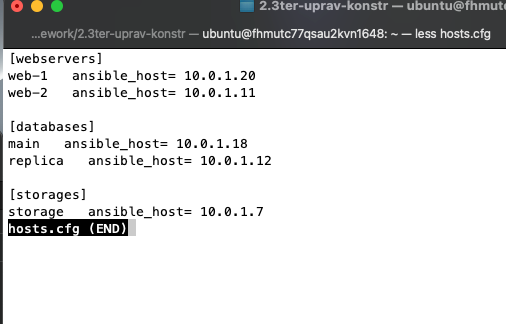 2.3ter-uprav-konstr — ubuntu@fhmutc
...ework/2.3ter-uprav-konstr — ubuntu@fhmutc77qsau2kvn1648: ~ — less hosts.cfg
[webservers]
web-1   ansible_host= 10.0.1.20
web-2   ansible_host= 10.0.1.11
[databases]
main   ansible_host= 10.0.1.18
replica   ansible_host= 10.0.1.12
[storages]
storage   ansible_host= 10.0.1.7
hosts.cfg (END)